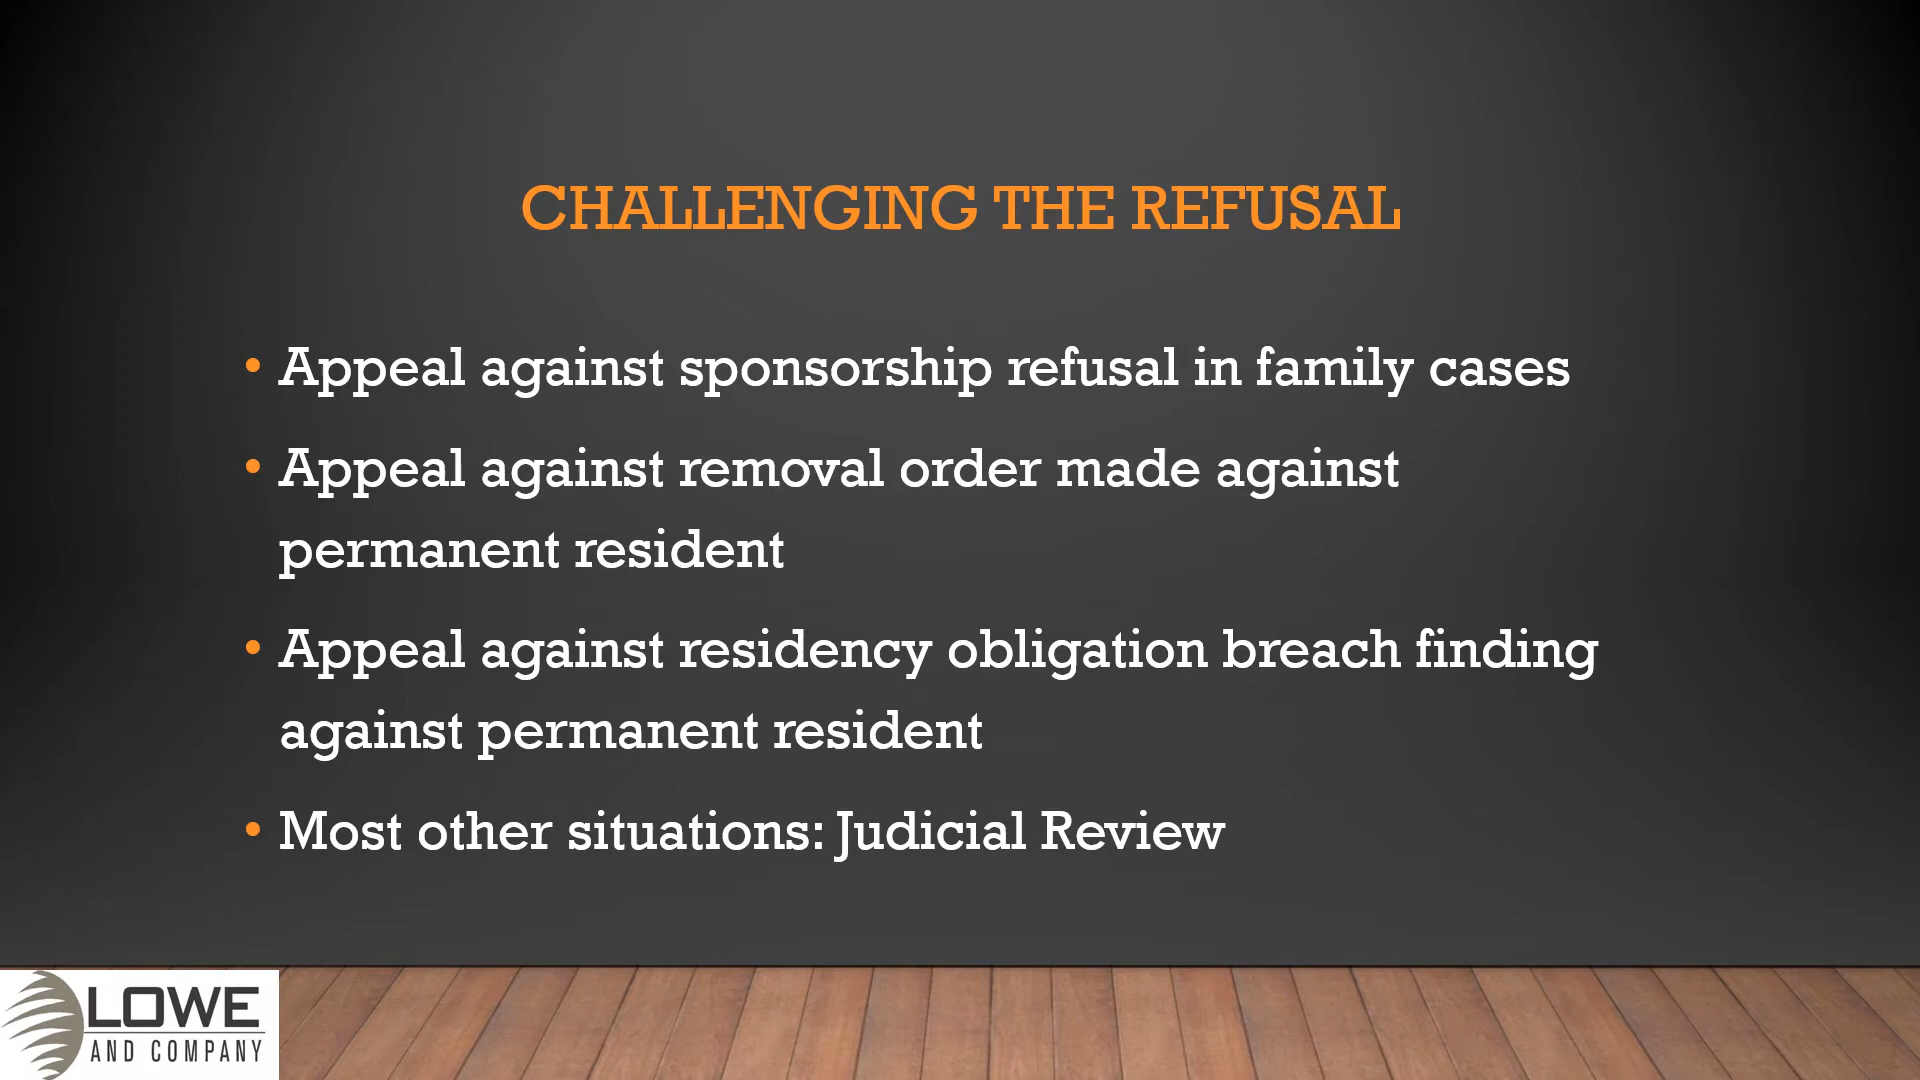 CHALLENGING THE REFUSAL
• Appeal against sponsorship refusal in family cases
• Appeal against removal order made against
permanent resident
• Appeal against residency obligation breach finding
against permanent resident
• Most other situations: Judicial Review
LOWE
AND COMPANY